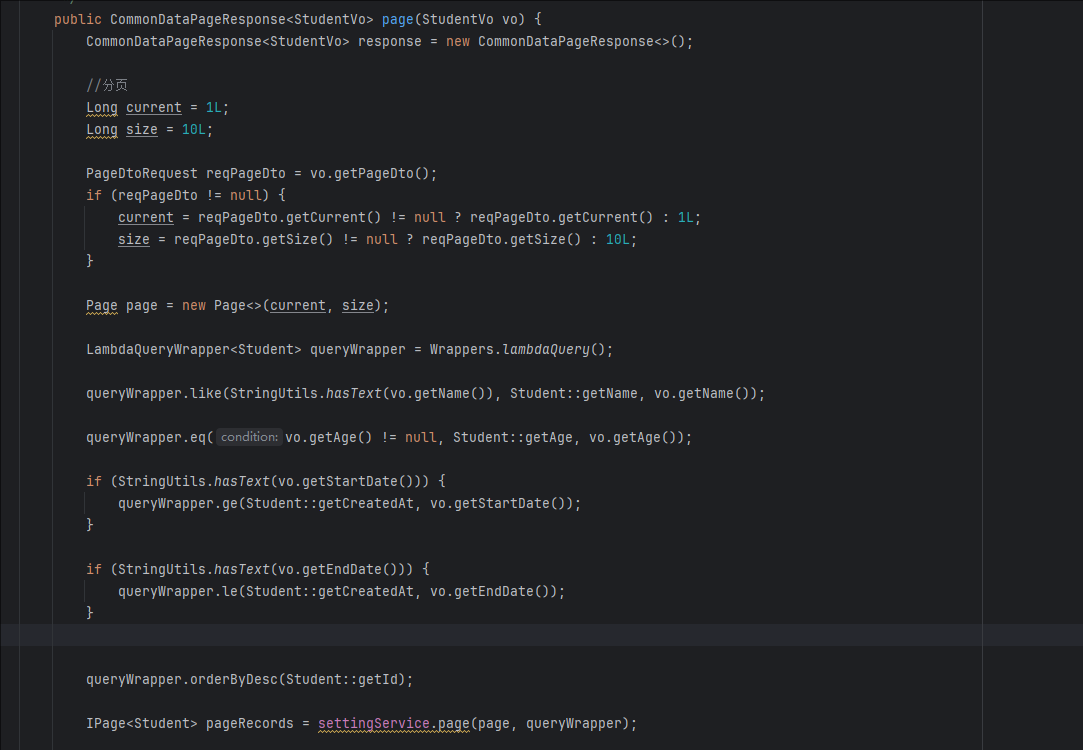 public CommonDataPageResponse<StudentVo> page(StudentVo vo) {
CommonDataPageResponse<StudentVo> response = new CommonDataPageResponse<>();
//分页
Long current = 1L;
Long size = 10L;
PageDtoRequest reqPageDto = vo.getPageDto();
if (reqPageDto != null) {
current = reqPageDto.getCurrent() != null ? reqPageDto.getCurrent() : 1L;
size = reqPageDto.getSize() != null ? reqPageDto.getSize() : 10L;
}
Page page = new Page<>(current, size);
LambdaQueryWrapper<Student> queryWrapper = Wrappers.lambdaQuery();
queryWrapper.like(StringUtils.hasText(vo.getName()), Student::getName, vo.getName());
queryWrapper.eq( condition: vo.getAge() != null, Student::getAge, vo.getAge());
if (StringUtils.hasText(vo.getStartDate())) {
queryWrapper.ge(Student::getCreatedAt, vo.getStartDate());
}
if (StringUtils.hasText(vo.getEndDate())) {
queryWrapper.le(Student::getCreatedAt, vo.getEndDate());
}
queryWrapper.orderByDesc(Student::getId);
IPage<Student> pageRecords = settingService.page(page, queryWrapper);